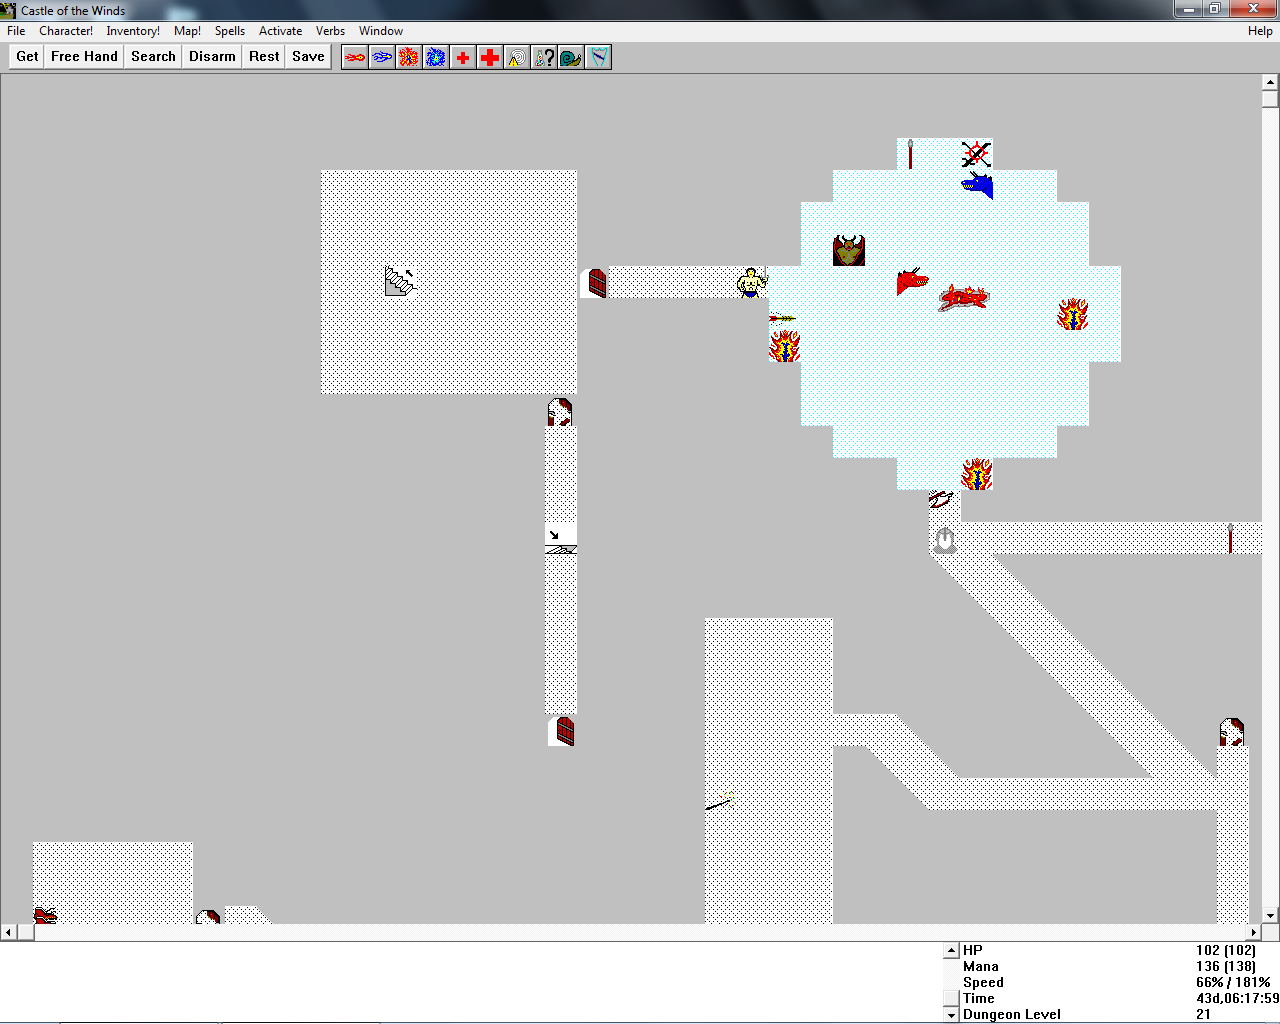 Castle of the Winds
File Character! Inventory! Map! Spells Activate Verbs Window Help
Get Free Hand Search Disarm Rest Save
?
HP 102 (102)
Mana 136 (138)
Speed 66% / 181%
Time 43d,06:17:59
Dungeon Level 21